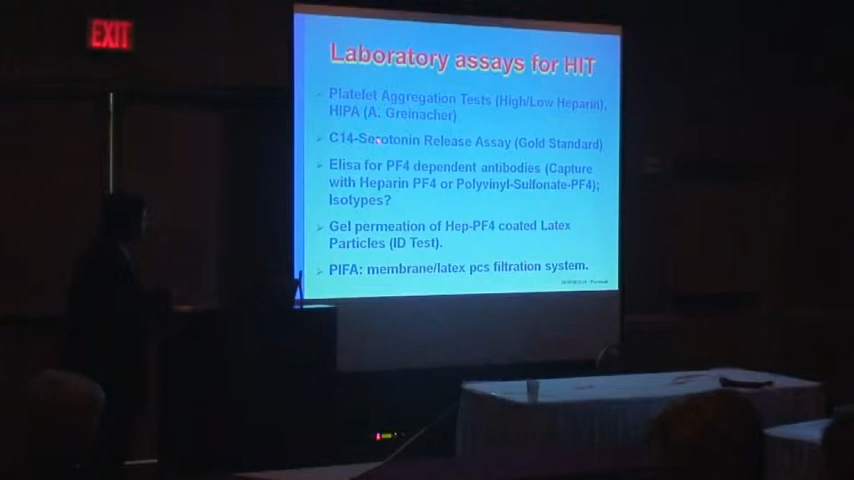 EXIT
Laboratory assays for HIT
Platelet Aggregation Tests (High/Low Heparin),
HIPA (A. Greinacher)
C14-Serotonin Release Assay (Gold Standard)
Elisa for PF4 dependent antibodies (Capture
with Heparin PF4 or Polyvinyl-Sulfonate-PF4);
Isotypes?
Gel permeation of Hep-PF4 coated Latex
Particles (ID Test).
PIFA: membrane/latex pcs filtration system.